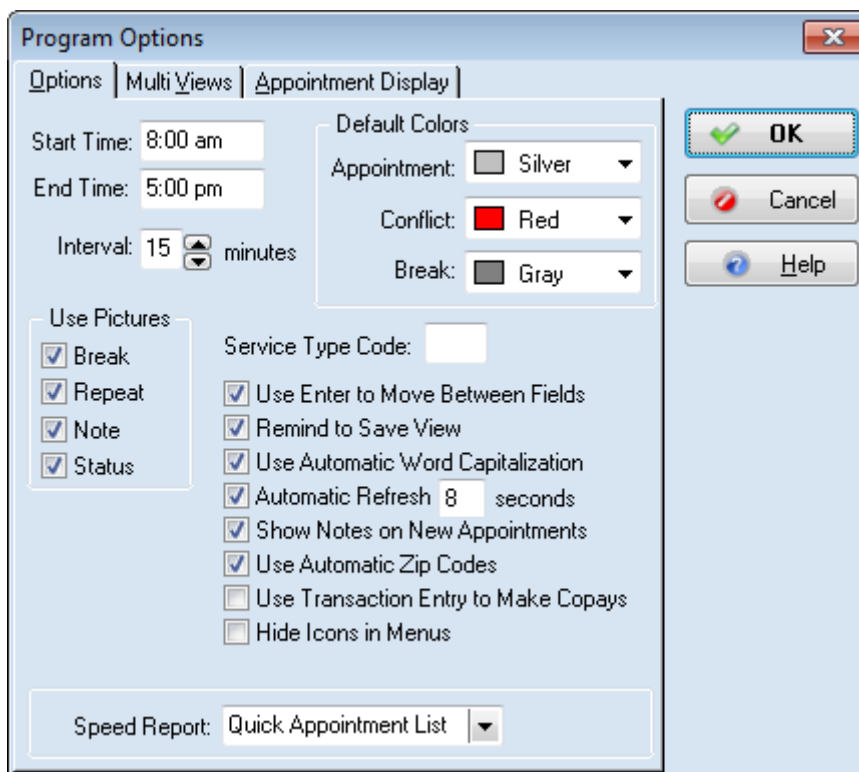 Program Options
Options Multi Views Appointment Display
Start Time: 8:00 am
End Time: 5:00 pm
Interval: 15 minutes
Default Colors
Appointment: Silver
Conflict: Red
Break: Gray
OK
Cancel
Help
Use Pictures
Break
Repeat
Note
Status
Service Type Code:
Use Enter to Move Between Fields
Remind to Save View
Use Automatic Word Capitalization
Automatic Refresh 8 seconds
Show Notes on New Appointments
Use Automatic Zip Codes
Use Transaction Entry to Make Copays
Hide Icons in Menus
Speed Report: Quick Appointment List